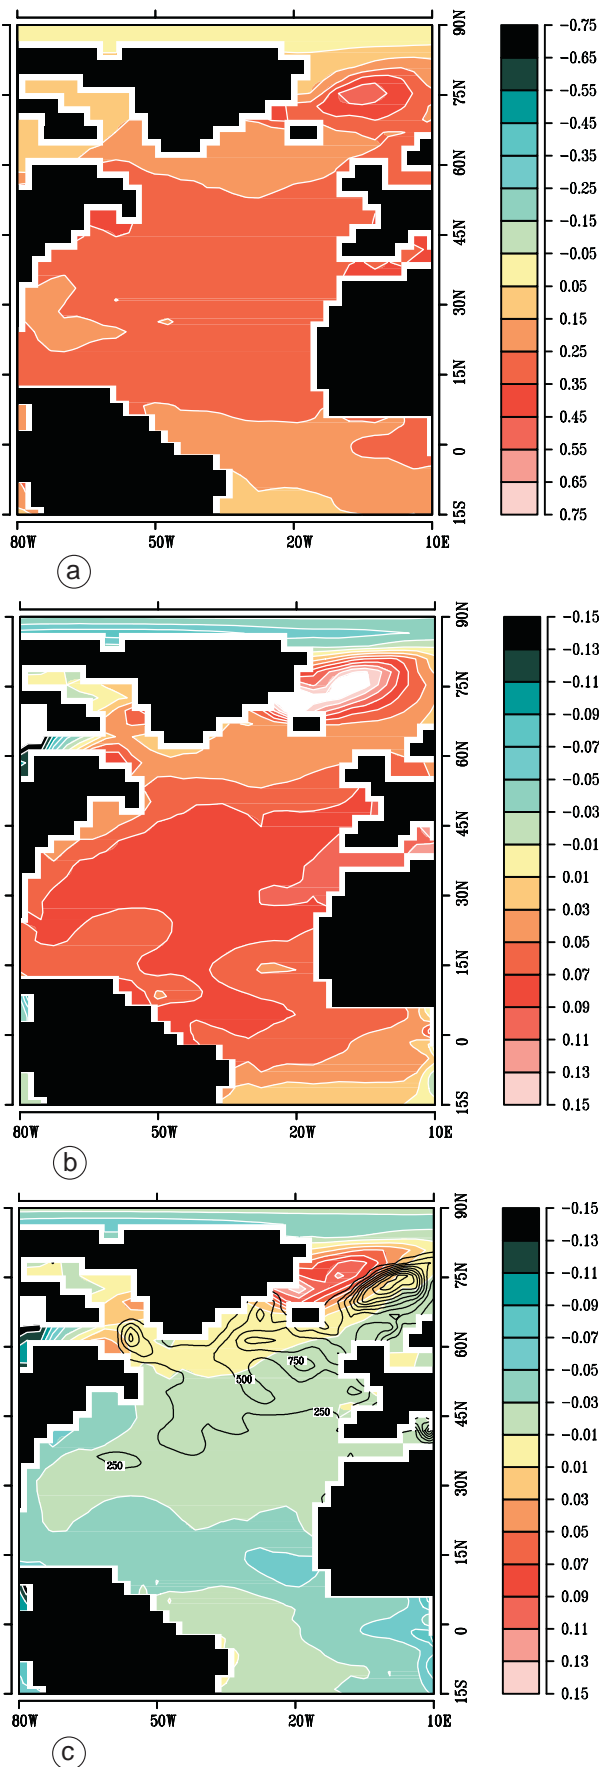 90N
75N
60N
45N
30N
15N
0
15S
80W 50W 20W 10E
-0.75
-0.65
-0.55
-0.45
-0.35
-0.25
-0.15
-0.05
0.05
0.15
0.25
0.35
0.45
0.55
0.65
0.75
a
90N
75N
60N
45N
30N
15N
0
15S
80W 50W 20W 10E
-0.15
-0.13
-0.11
-0.09
-0.07
-0.05
-0.03
-0.01
0.01
0.03
0.05
0.07
0.09
0.11
0.13
0.15
b
750
500
250
250
90N
75N
60N
45N
30N
15N
0
15S
80W 50W 20W 10E
-0.15
-0.13
-0.11
-0.09
-0.07
-0.05
-0.03
-0.01
0.01
0.03
0.05
0.07
0.09
0.11
0.13
0.15
c